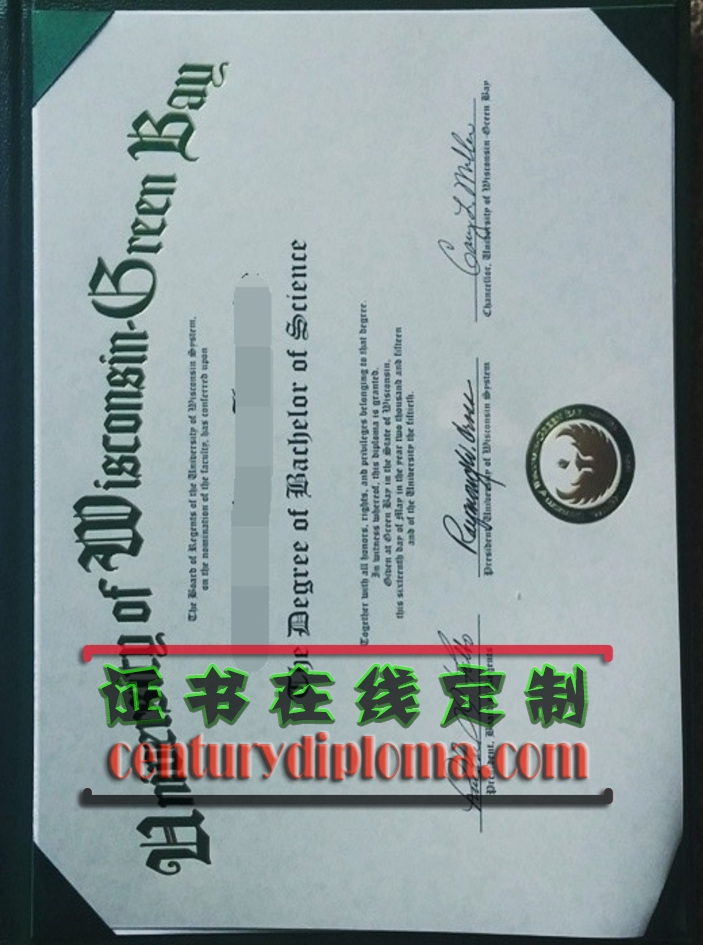 University of Wisconsin-Green Bay
The Board of Regents of the University of Wisconsin System,
on the nomination of the faculty, has conferred upon
The Degree of Bachelor of Science
Together with all honors, rights, and privileges belonging to that degree.
In witness whereof, this diploma is granted.
Given at Green Bay in the State of Wisconsin,
this sixteenth day of May in the year two thousand and fifteen
and of the University the fiftieth.
President, Regents
President, University of Wisconsin System
Chancellor, University of Wisconsin-Green Bay
证书在线定制
centurydiploma.com